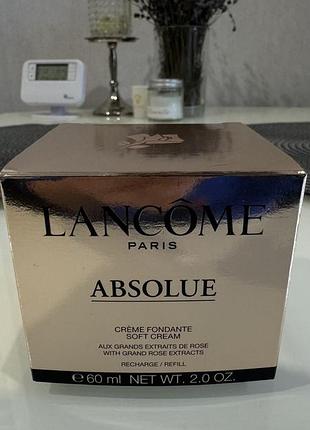 LANCÔME
PARIS
ABSOLUE
CRÈME FONDANTE
SOFT CREAM
AUX GRANDS EXTRAITS DE ROSE
WITH GRAND ROSE EXTRACTS
RECHARGE / REFILL
℮ 60 ml NET WT. 2.0 OZ.